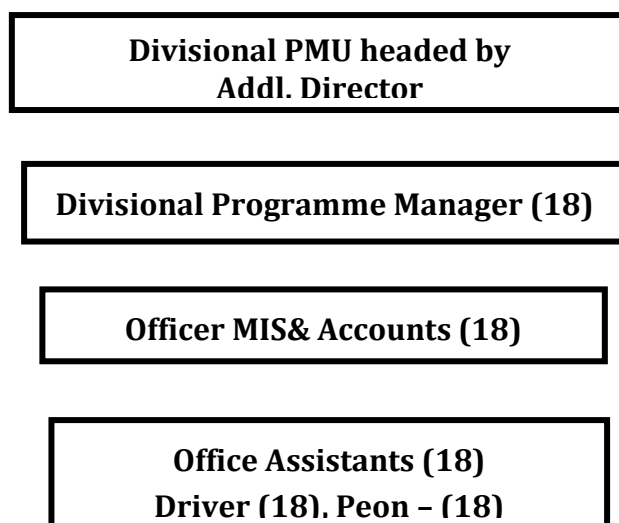 Divisional PMU headed by
Addl. Director
Divisional Programme Manager (18)
Officer MIS& Accounts (18)
Office Assistants (18)
Driver (18), Peon – (18)